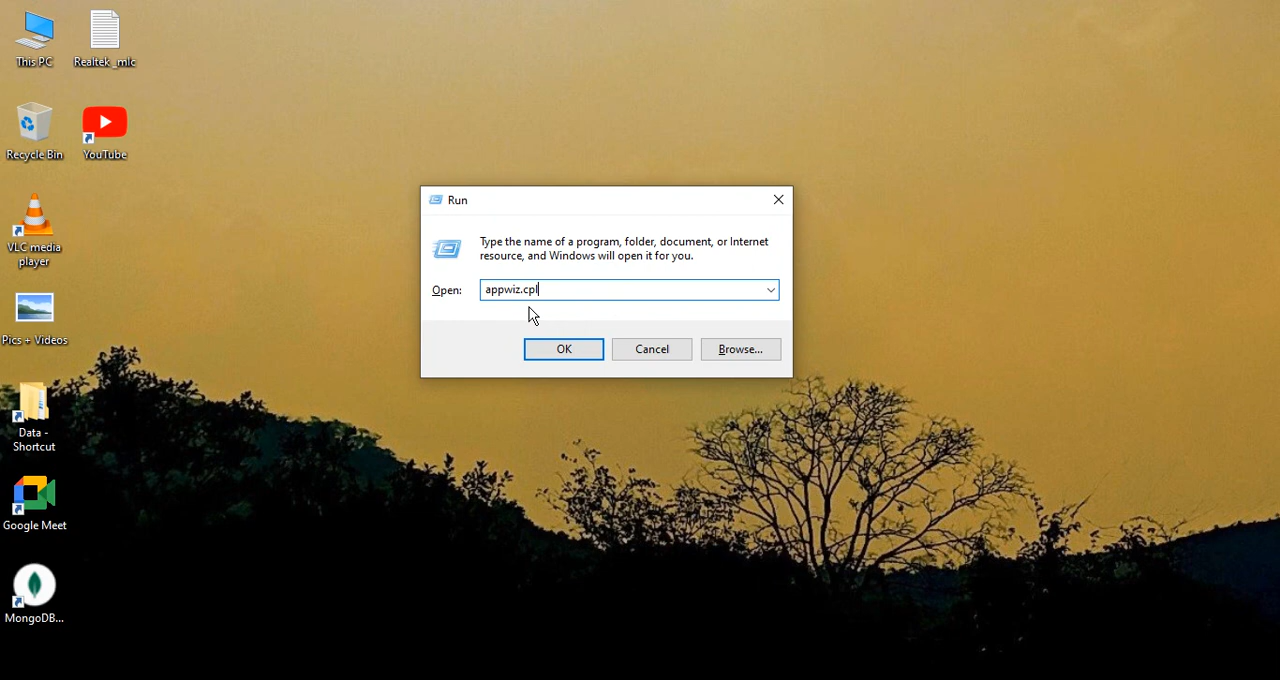 This PC
Realtek _mic
Recycle Bin
YouTube
VLC media
player
Pics + Videos
Data -
Shortcut
Google Meet
MongoDB...
Run
Type the name of a program, folder, document, or Internet
resource, and Windows will open it for you.
Open:
appwiz.cpl
OK
Cancel
Browse...